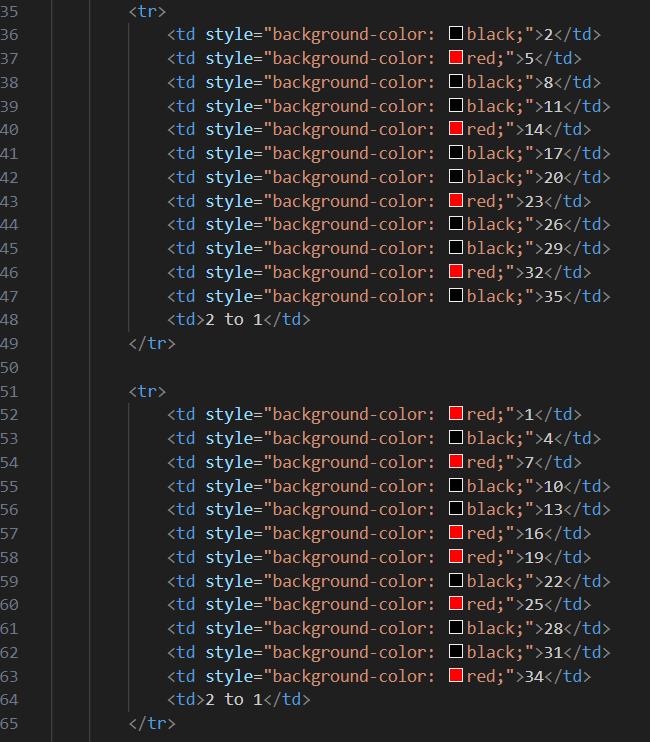 35 <tr>
36 <td style="background-color: black;">2</td>
37 <td style="background-color: red;">5</td>
38 <td style="background-color: black;">8</td>
39 <td style="background-color: black;">11</td>
40 <td style="background-color: red;">14</td>
41 <td style="background-color: black;">17</td>
42 <td style="background-color: black;">20</td>
43 <td style="background-color: red;">23</td>
44 <td style="background-color: black;">26</td>
45 <td style="background-color: black;">29</td>
46 <td style="background-color: red;">32</td>
47 <td style="background-color: black;">35</td>
48 <td>2 to 1</td>
49 </tr>
50
51 <tr>
52 <td style="background-color: red;">1</td>
53 <td style="background-color: black;">4</td>
54 <td style="background-color: red;">7</td>
55 <td style="background-color: black;">10</td>
56 <td style="background-color: black;">13</td>
57 <td style="background-color: red;">16</td>
58 <td style="background-color: red;">19</td>
59 <td style="background-color: black;">22</td>
60 <td style="background-color: red;">25</td>
61 <td style="background-color: black;">28</td>
62 <td style="background-color: black;">31</td>
63 <td style="background-color: red;">34</td>
64 <td>2 to 1</td>
65 </tr>